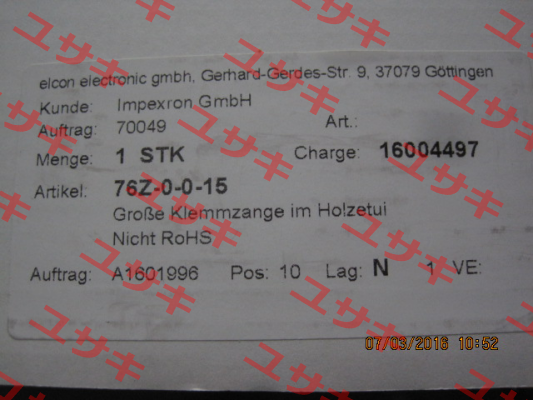 elcon electronic gmbh, Gerhard-Gerdes-Str. 9, 37079 Göttingen
Kunde: Impexron GmbH
Auftrag: 70049 Art.:
Menge: 1 STK Charge: 16004497
Artikel: 76Z-0-0-15
Große Klemmzange im Holzetui
Nicht RoHS
Auftrag: A1601996 Pos: 10 Lag: N 1 VE:
07/03/2016 10:52
ユサキ